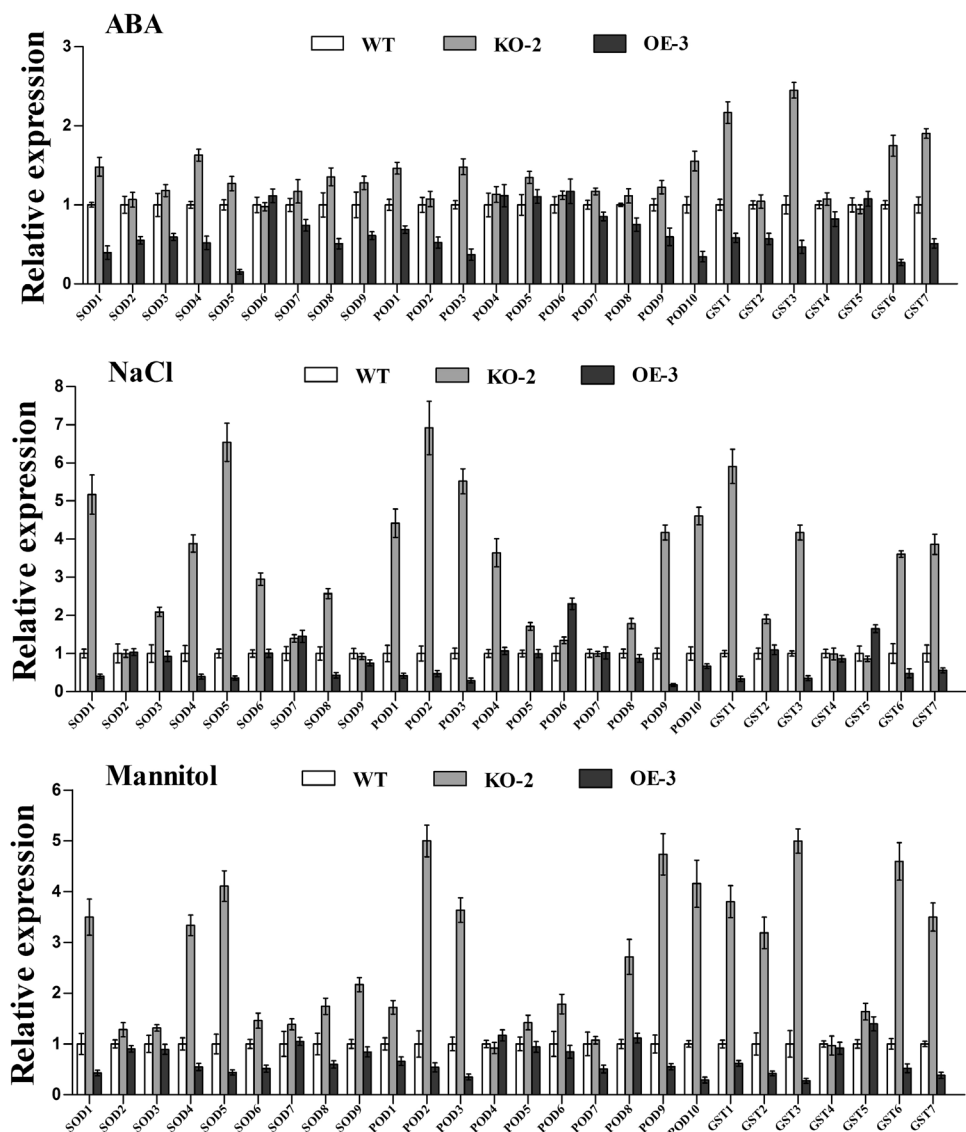 ABA
WT KO-2 OE-3
Relative expression
3
2
1
0
SOD1 SOD2 SOD3 SOD4 SOD5 SOD6 SOD7 SOD8 SOD9 POD1 POD2 POD3 POD4 POD5 POD6 POD7 POD8 POD9 POD10 GST1 GST2 GST3 GST4 GST5 GST6 GST7
NaCl
WT KO-2 OE-3
Relative expression
8
7
6
5
4
3
2
1
0
SOD1 SOD2 SOD3 SOD4 SOD5 SOD6 SOD7 SOD8 SOD9 POD1 POD2 POD3 POD4 POD5 POD6 POD7 POD8 POD9 POD10 GST1 GST2 GST3 GST4 GST5 GST6 GST7
Mannitol
WT KO-2 OE-3
Relative expression
6
5
4
3
2
1
0
SOD1 SOD2 SOD3 SOD4 SOD5 SOD6 SOD7 SOD8 SOD9 POD1 POD2 POD3 POD4 POD5 POD6 POD7 POD8 POD9 POD10 GST1 GST2 GST3 GST4 GST5 GST6 GST7